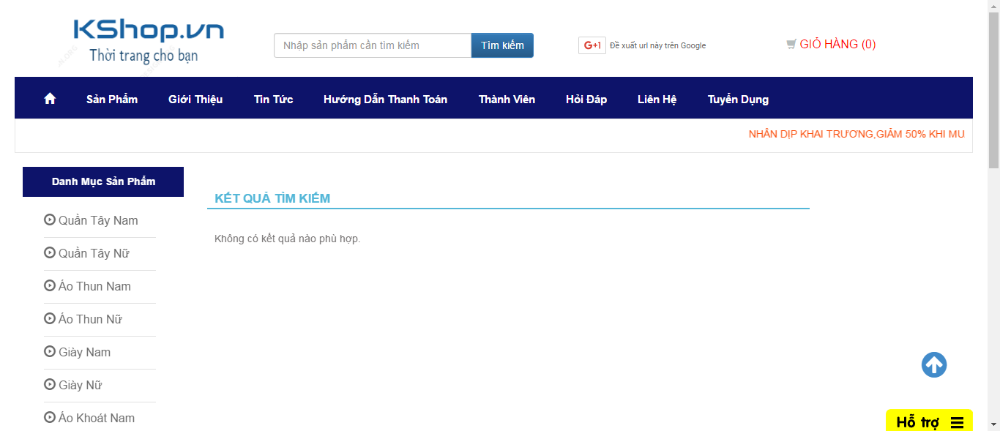 KShop.vn
Thời trang cho bạn
Nhập sản phẩm cần tìm kiếm
Tìm kiếm
G+1
Đề xuất url này trên Google
GIỎ HÀNG (0)
Sản Phẩm
Giới Thiệu
Tin Tức
Hướng Dẫn Thanh Toán
Thành Viên
Hỏi Đáp
Liên Hệ
Tuyển Dụng
NHÂN DỊP KHAI TRƯƠNG,GIẢM 50% KHI MU
Danh Mục Sản Phẩm
KẾT QUẢ TÌM KIẾM
Không có kết quả nào phù hợp.
Quần Tây Nam
Quần Tây Nữ
Áo Thun Nam
Áo Thun Nữ
Giày Nam
Giày Nữ
Áo Khoát Nam
Hỗ trợ